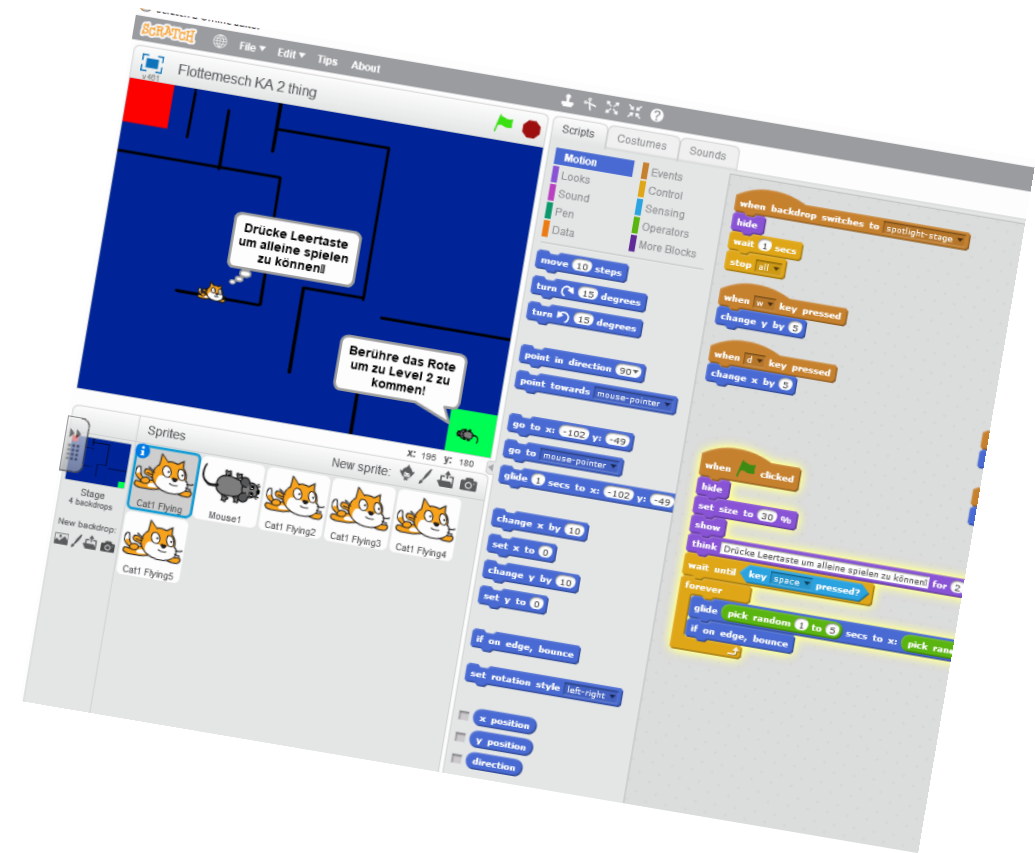 SCRATCH File Edit Tips About
v461 Flottemesch KA 2 thing
Drücke Leertaste
um alleine spielen
zu können
Berühre das Rote
um zu Level 2 zu
kommen!
x: 195 y: 180
Sprites New sprite:
Stage
4 backdrops
New backdrop:
Cat1 Flying
Mouse1
Cat1 Flying2
Cat1 Flying3
Cat1 Flying4
Cat1 Flying5
Scripts Costumes Sounds
Motion Events
Looks Control
Sound Sensing
Pen Operators
Data More Blocks
move 10 steps
turn 15 degrees
turn 15 degrees
point in direction 90
point towards mouse-pointer
go to x: -102 y: -49
go to mouse-pointer
glide 1 secs to x: -102 y: -49
change x by 10
set x to 0
change y by 10
set y to 0
if on edge, bounce
set rotation style left-right
x position
y position
direction
when backdrop switches to spotlight-stage
hide
wait 1 secs
stop all
when w key pressed
change y by 5
when d key pressed
change x by 5
when clicked
hide
set size to 30 %
show
think Drücke Leertaste um alleine spielen zu können for 2
wait until key space pressed?
forever
glide pick random 1 to 5 secs to x: pick
if on edge, bounce